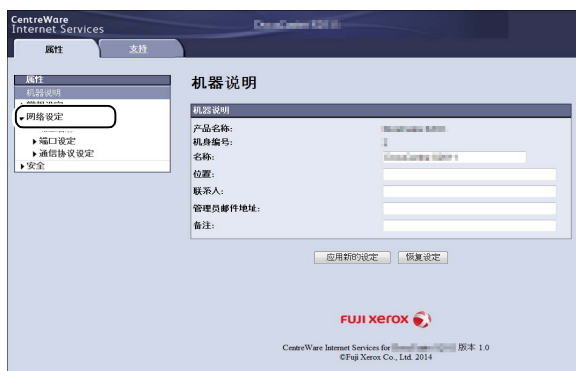 CentreWare
Internet Services
属性
支持
属性
机器说明
网络设定
端口设定
通信协议设定
安全
机器说明
机器说明
产品名称:
机身编号:
名称:
位置:
联系人:
管理员邮件地址:
备注:
应用新的设定 恢复设定
FUJI xerox
CentreWare Internet Services for 版本 1.0
©Fuji Xerox Co., Ltd. 2014